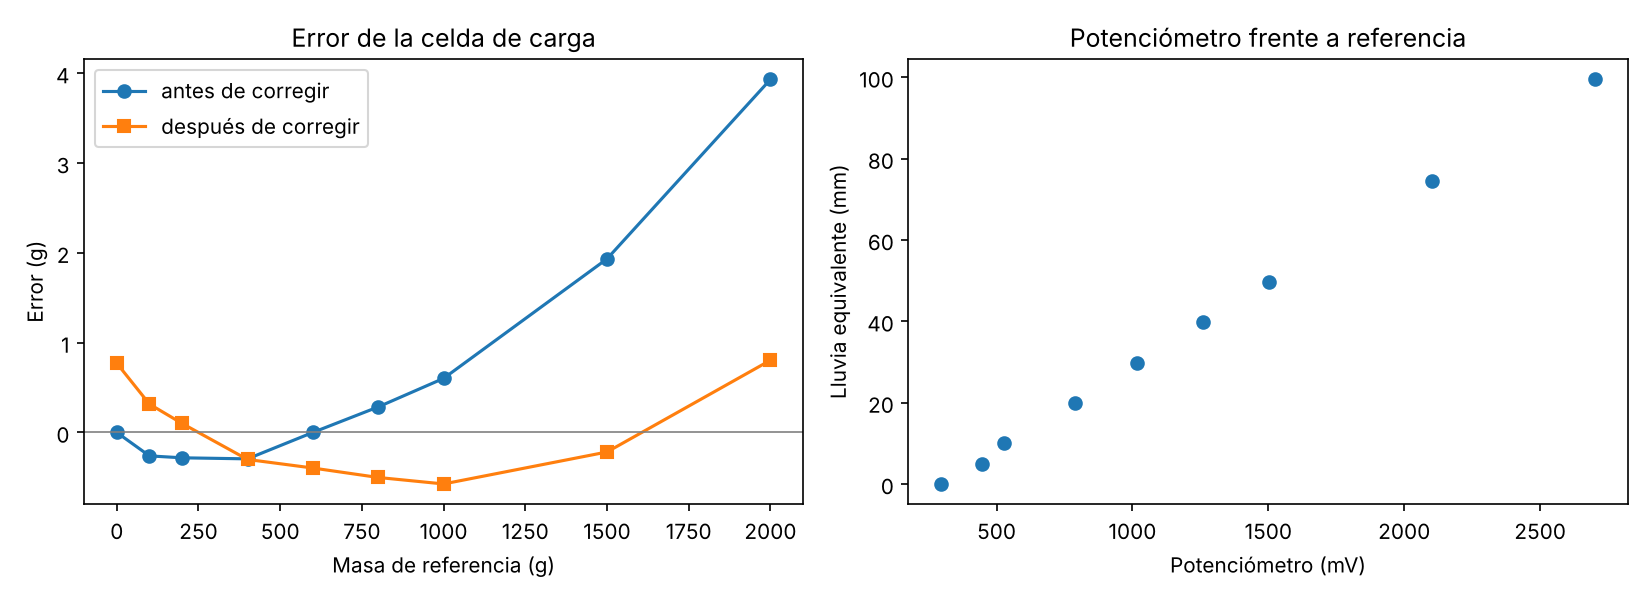 Error de la celda de carga
antes de corregir
después de corregir
4
3
2
1
0
Error (g)
0 250 500 750 1000 1250 1500 1750 2000
Masa de referencia (g)
Potenciómetro frente a referencia
100
80
60
40
20
0
Lluvia equivalente (mm)
500 1000 1500 2000 2500
Potenciómetro (mV)